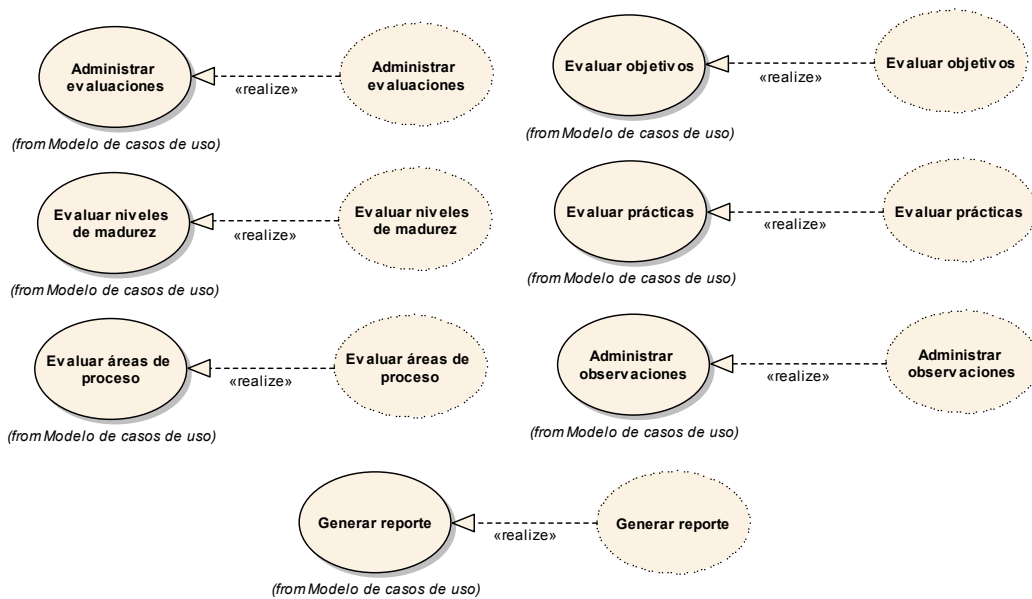 Administrar
evaluaciones
«realize»
Administrar
evaluaciones
(from Modelo de casos de uso)
Evaluar objetivos
«realize»
Evaluar objetivos
(from Modelo de casos de uso)
Evaluar niveles
de madurez
«realize»
Evaluar niveles
de madurez
(from Modelo de casos de uso)
Evaluar prácticas
«realize»
Evaluar prácticas
(from Modelo de casos de uso)
Evaluar áreas de
proceso
«realize»
Evaluar áreas de
proceso
(from Modelo de casos de uso)
Administrar
observaciones
«realize»
Administrar
observaciones
(from Modelo de casos de uso)
Generar reporte
«realize»
Generar reporte
(from Modelo de casos de uso)